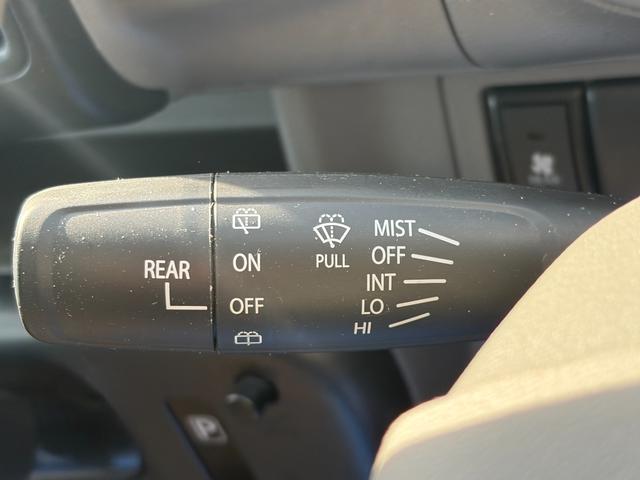 MIST
OFF
INT
LO
HI
PULL
ON
REAR
OFF
P